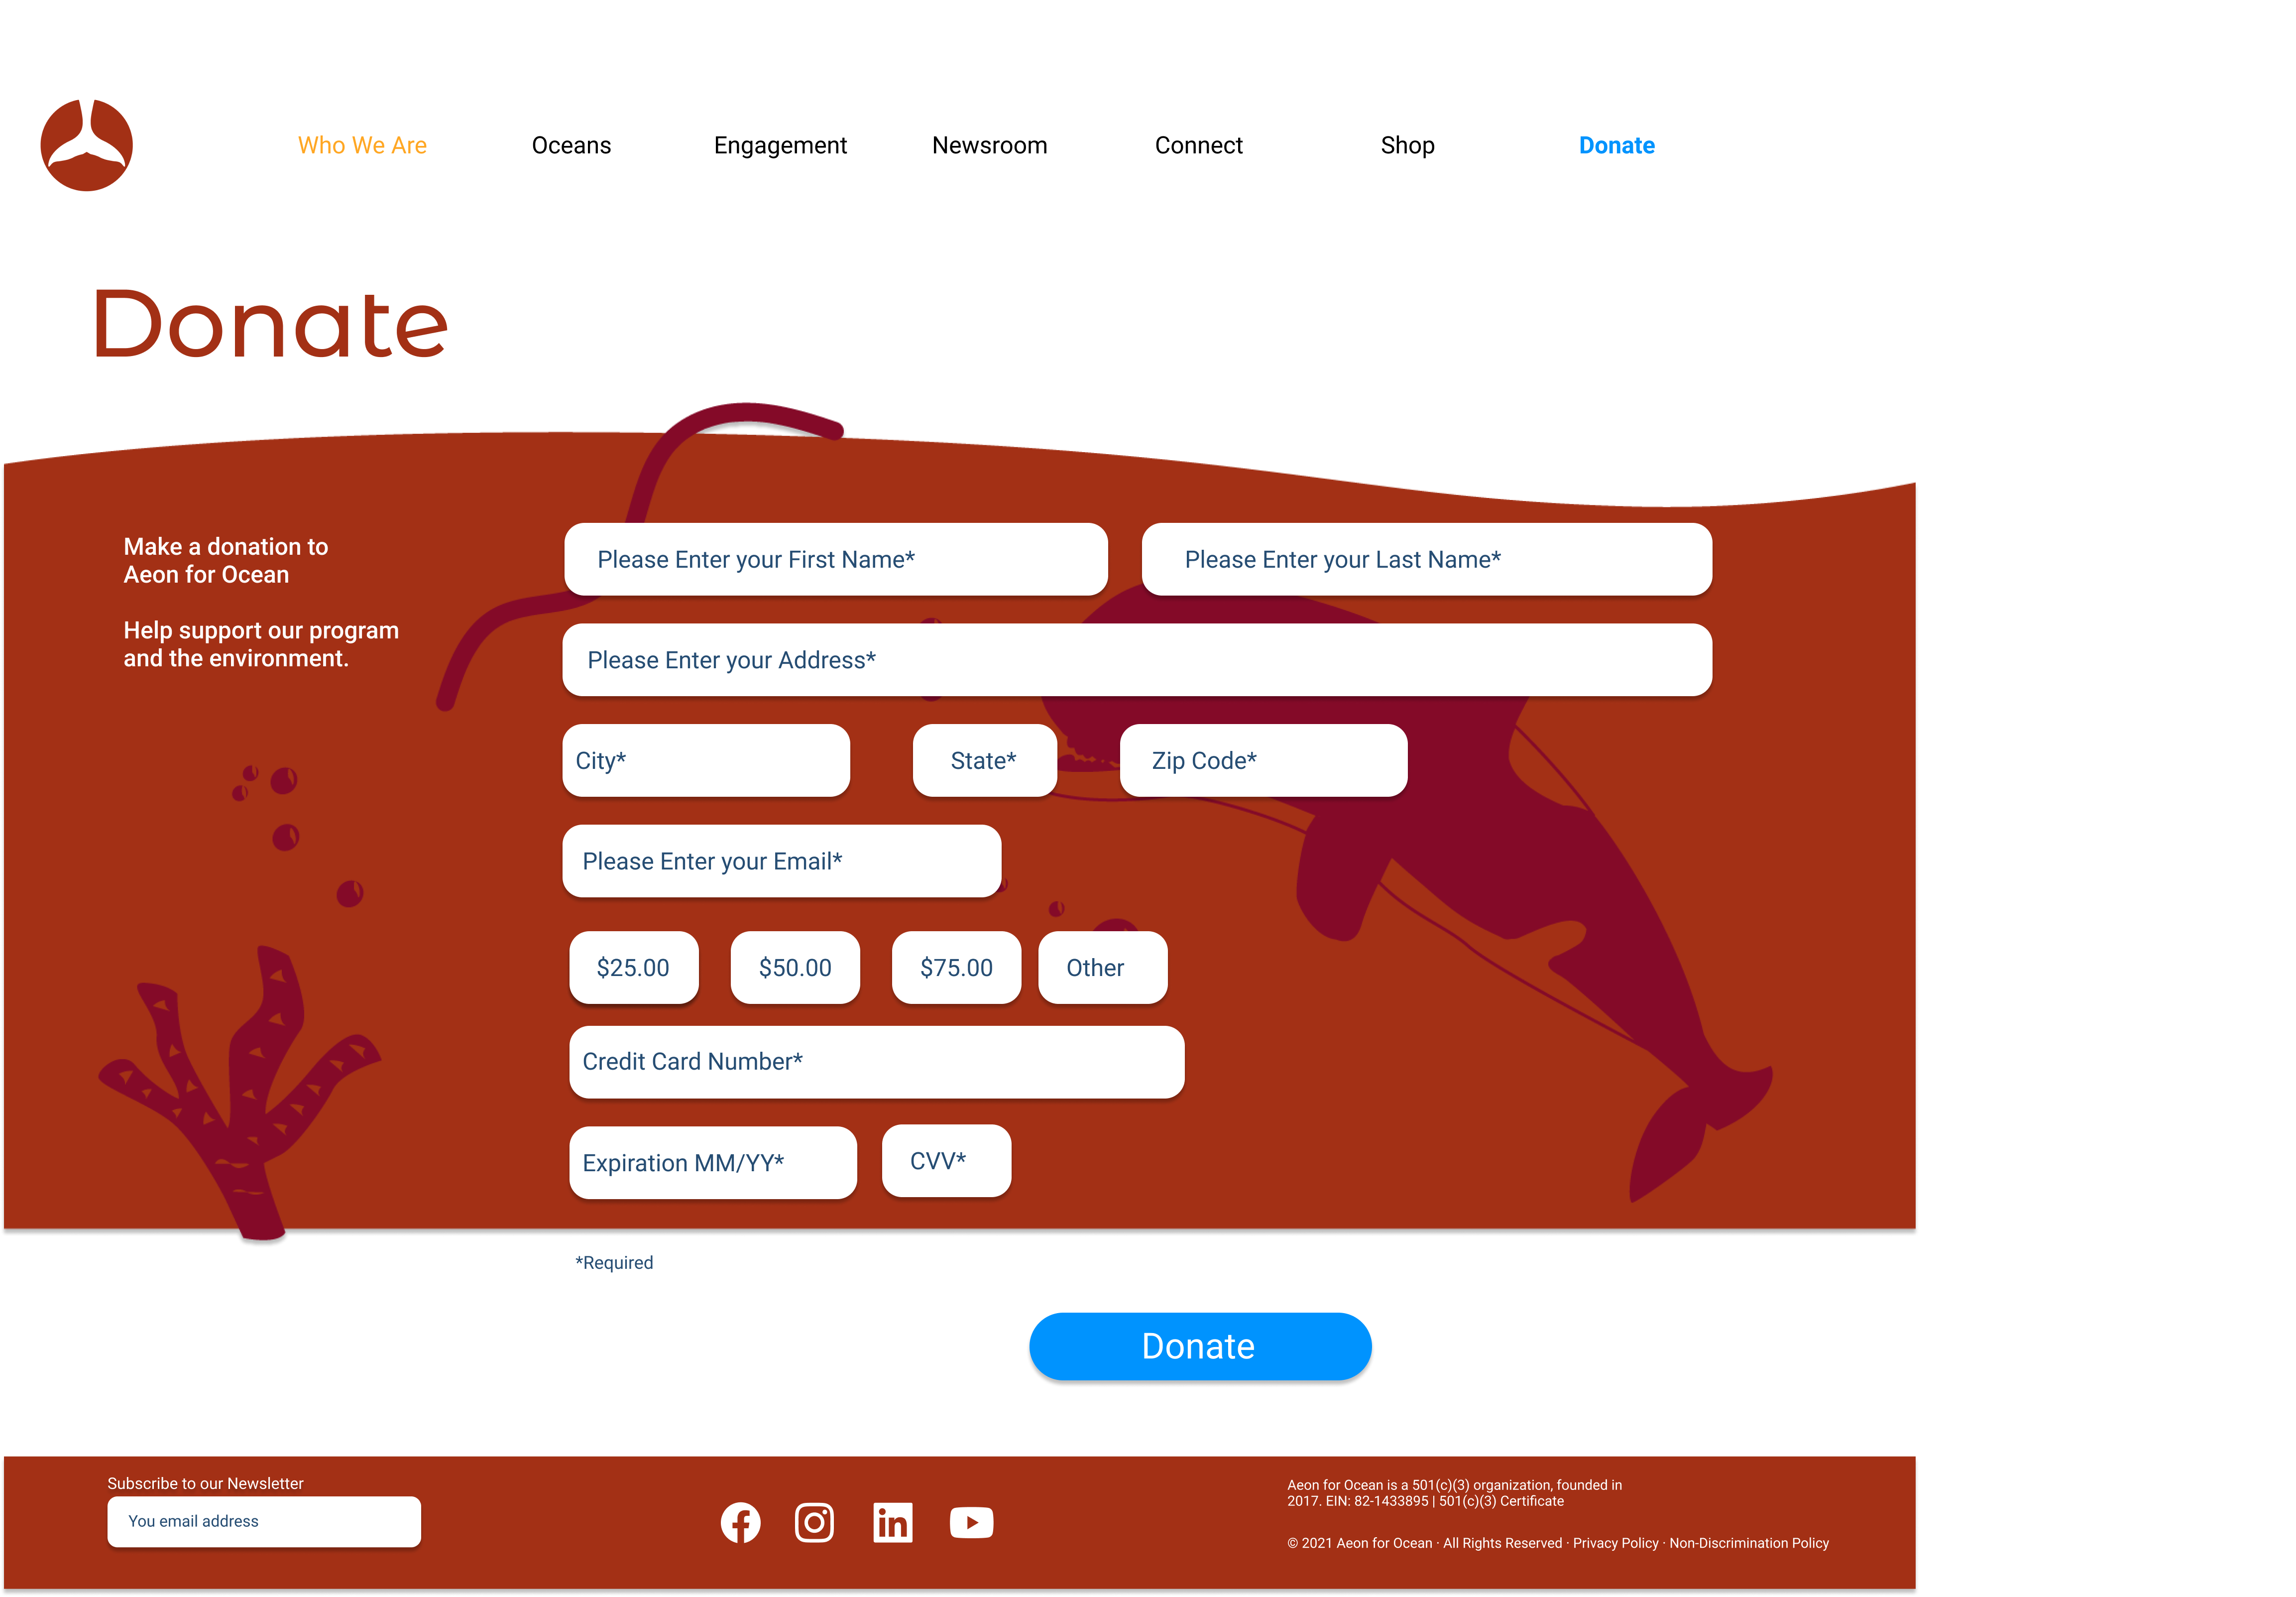 Who We Are
Oceans
Engagement
Newsroom
Connect
Shop
Donate
Donate
Make a donation to
Aeon for Ocean
Help support our program
and the environment.
Please Enter your First Name*
Please Enter your Last Name*
Please Enter your Address*
City*
State*
Zip Code*
Please Enter your Email*
$25.00
$50.00
$75.00
Other
Credit Card Number*
Expiration MM/YY*
CVV*
*Required
Donate
Subscribe to our Newsletter
You email address
Aeon for Ocean is a 501(c)(3) organization, founded in
2017. EIN: 82-1433895 | 501(c)(3) Certificate
© 2021 Aeon for Ocean · All Rights Reserved · Privacy Policy · Non-Discrimination Policy